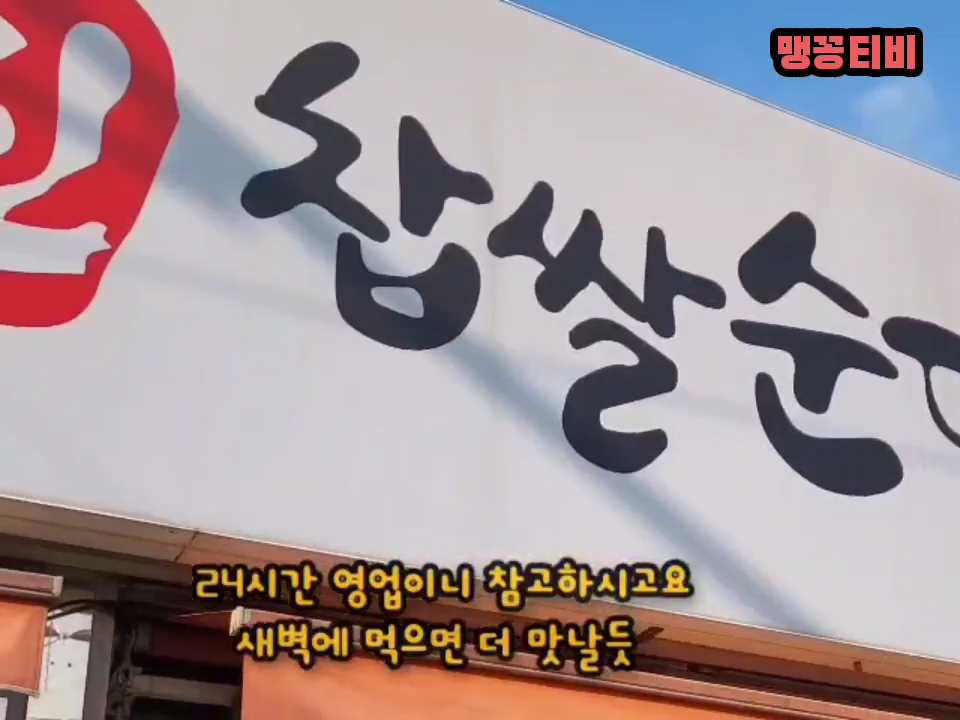 맹꽁티비
찹쌀순
24시간 영업이니 참고하시고요
새벽에 먹으면 더 맛날듯